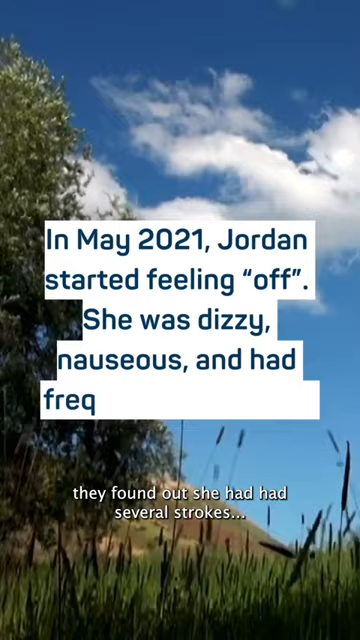 In May 2021, Jordan
started feeling “off”.
She was dizzy,
nauseous, and had
freq
they found out she had had
several strokes...